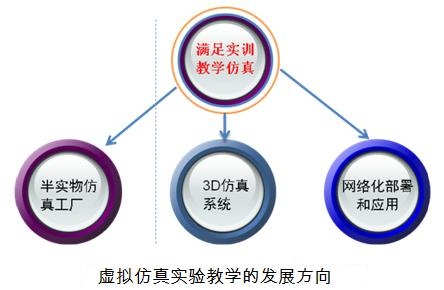 满足实训
教学仿真
半实物仿
真工厂
3D仿真
系统
网络化部署
和应用
虚拟仿真实验教学的发展方向